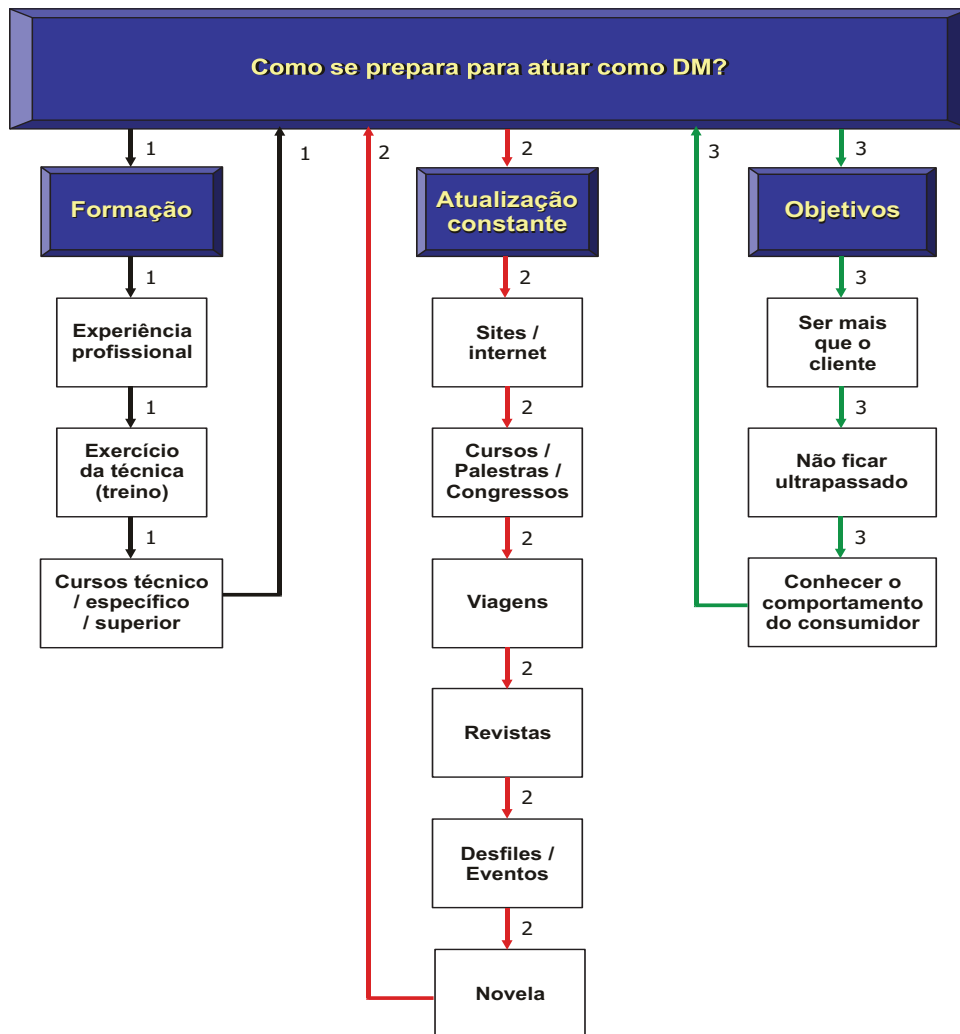 Como se prepara para atuar como DM?
1
1
2
2
3
3
Formação
Atualização
constante
Objetivos
1
2
3
Experiência
profissional
Sites /
internet
Ser mais
que o
cliente
1
2
3
Exercício
da técnica
(treino)
Cursos /
Palestras /
Congressos
Não ficar
ultrapassado
1
2
3
Cursos técnico
/ específico
/ superior
Viagens
Conhecer o
comportamento
do consumidor
2
Revistas
2
Desfiles /
Eventos
2
Novela